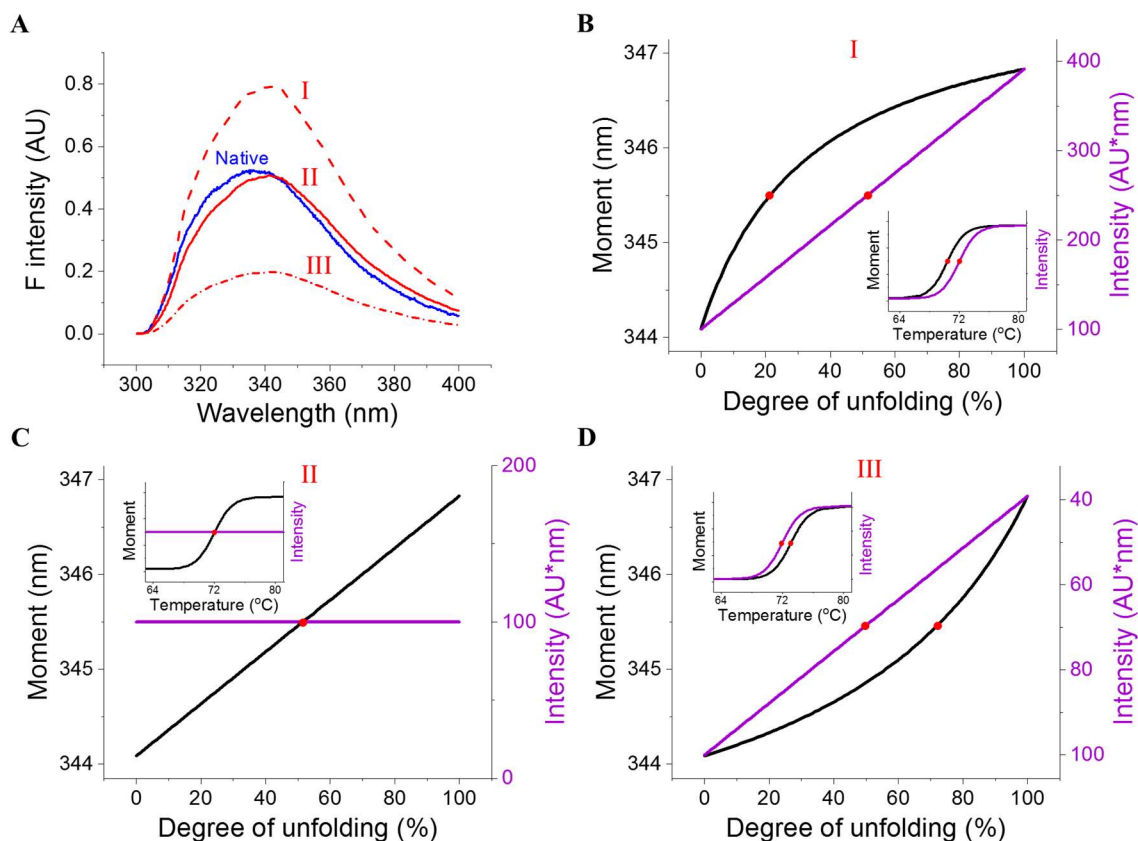 A
F intensity (AU)
0.8
0.6
0.4
0.2
0.0
I
Native
II
III
300 320 340 360 380 400
Wavelength (nm)
B
I
Moment (nm)
347
346
345
344
400
300
200
100
Intensity (AU*nm)
0 20 40 60 80 100
Degree of unfolding (%)
Moment
Intensity
64 72 80
Temperature (°C)
C
II
Moment (nm)
347
346
345
344
200
100
0
Intensity (AU*nm)
0 20 40 60 80 100
Degree of unfolding (%)
Moment
Intensity
64 72 80
Temperature (°C)
D
III
Moment (nm)
347
346
345
344
40
60
80
100
Intensity (AU*nm)
0 20 40 60 80 100
Degree of unfolding (%)
Moment
Intensity
64 72 80
Temperature (°C)